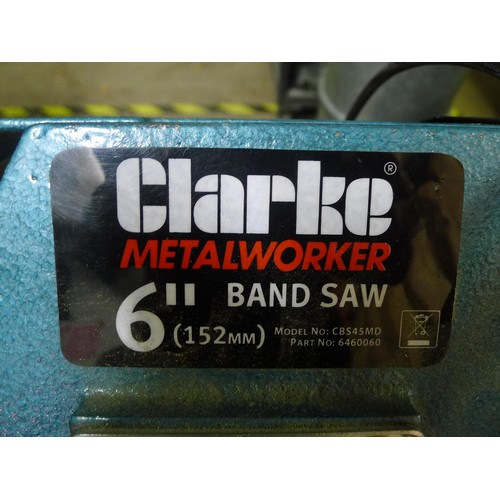 Clarke®
METALWORKER
6" BAND SAW
(152MM) MODEL NO: CBS45MD
PART NO: 6460060